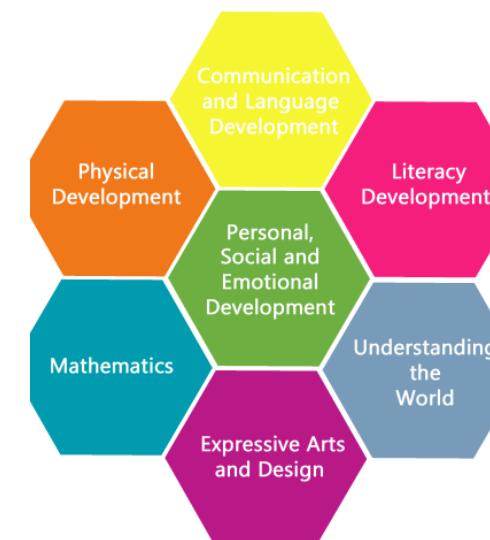 Communication
and Language
Development
Physical
Development
Literacy
Development
Personal,
Social and
Emotional
Development
Mathematics
Understanding
the
World
Expressive Arts
and Design